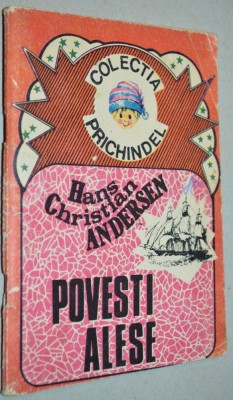 COLECTIA
PRICHINDEL
Hans
Christian
ANDERSEN
POVESTI
ALESE